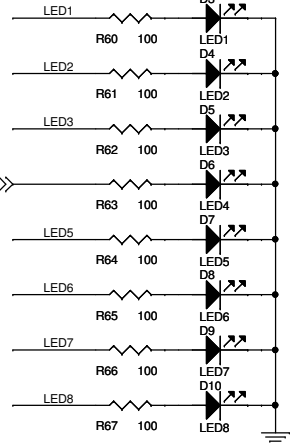 D3
LED1
R60 100 LED1
D4
LED2
R61 100 LED2
D5
LED3
R62 100 LED3
D6
R63 100 LED4
D7
LED5
R64 100 LED5
D8
LED6
R65 100 LED6
D9
LED7
R66 100 LED7
D10
LED8
R67 100 LED8